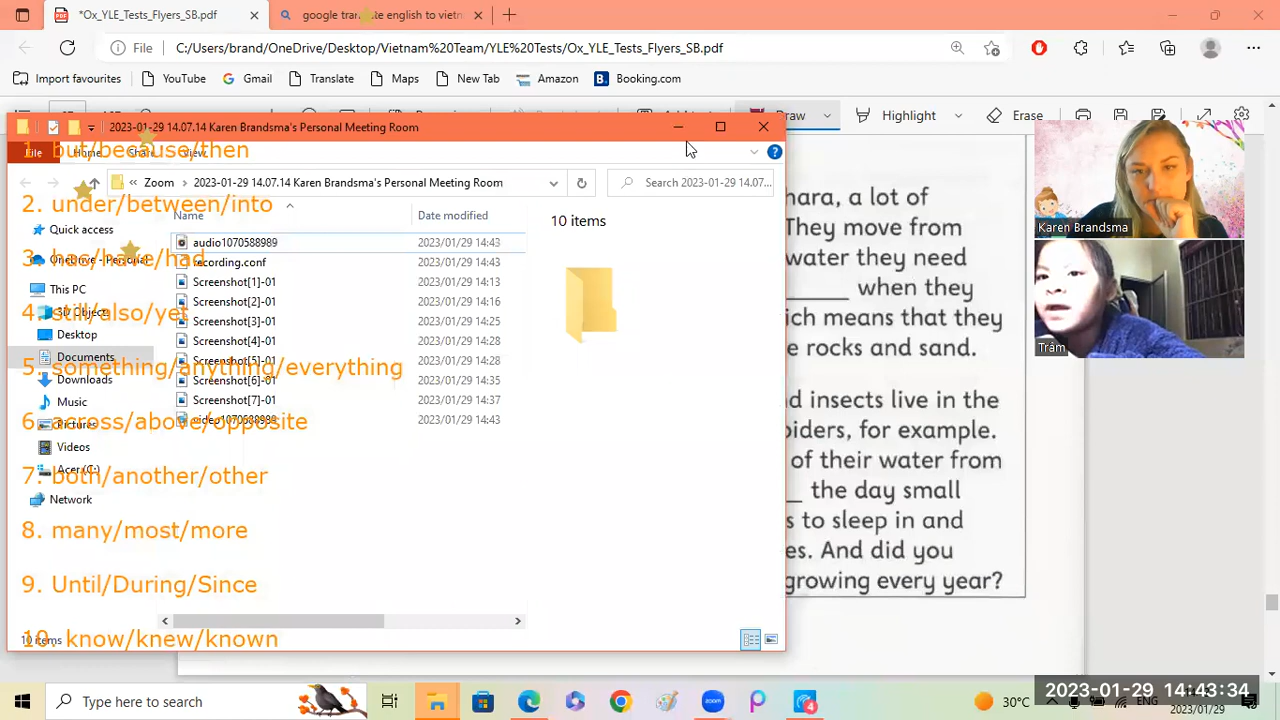 *Ox_YLE_Tests_Flyers_SB.pdf
google translate english to vietn
File
C:/Users/brand/OneDrive/Desktop/Vietnam%20Team/YLE%20Tests/Ox_YLE_Tests_Flyers_SB.pdf
Import favourites YouTube Gmail Translate Maps New Tab Amazon B. Booking.com
Draw Highlight Erase
2023-01-29 14.07.14 Karen Brandsma's Personal Meeting Room
File Home Share View
1. but/because/then
Zoom 2023-01-29 14.07.14 Karen Brandsma's Personal Meeting Room
Search 2023-01-29 14.07...
2. under/between/into
Name Date modified
10 items
Quick access
OneDrive - Personal
This PC
3D Objects
Desktop
Documents
Downloads
Music
Pictures
Videos
Acer (C:)
Network
audio1070588989 2023/01/29 14:43
recording.conf 2023/01/29 14:43
Screenshot[1]-01 2023/01/29 14:13
Screenshot[2]-01 2023/01/29 14:16
Screenshot[3]-01 2023/01/29 14:25
Screenshot[4]-01 2023/01/29 14:28
Screenshot[5]-01 2023/01/29 14:28
Screenshot[6]-01 2023/01/29 14:35
Screenshot[7]-01 2023/01/29 14:37
video1070588989 2023/01/29 14:43
3. has/have/had
4. still/also/yet
5. something/anything/everything
6. across/above/opposite
7. both/another/other
8. many/most/more
9. Until/During/Since
10. know/knew/known
10 items
hara, a lot of
They move from
water they need
when they
ich means that they
e rocks and sand.
d insects live in the
iders, for example.
of their water from
the day small
s to sleep in and
es. And did you
growing every year?
Karen Brandsma
Trâm
Type here to search
30°C
ENG
2023-01-29 14:43:34
2023/01/29